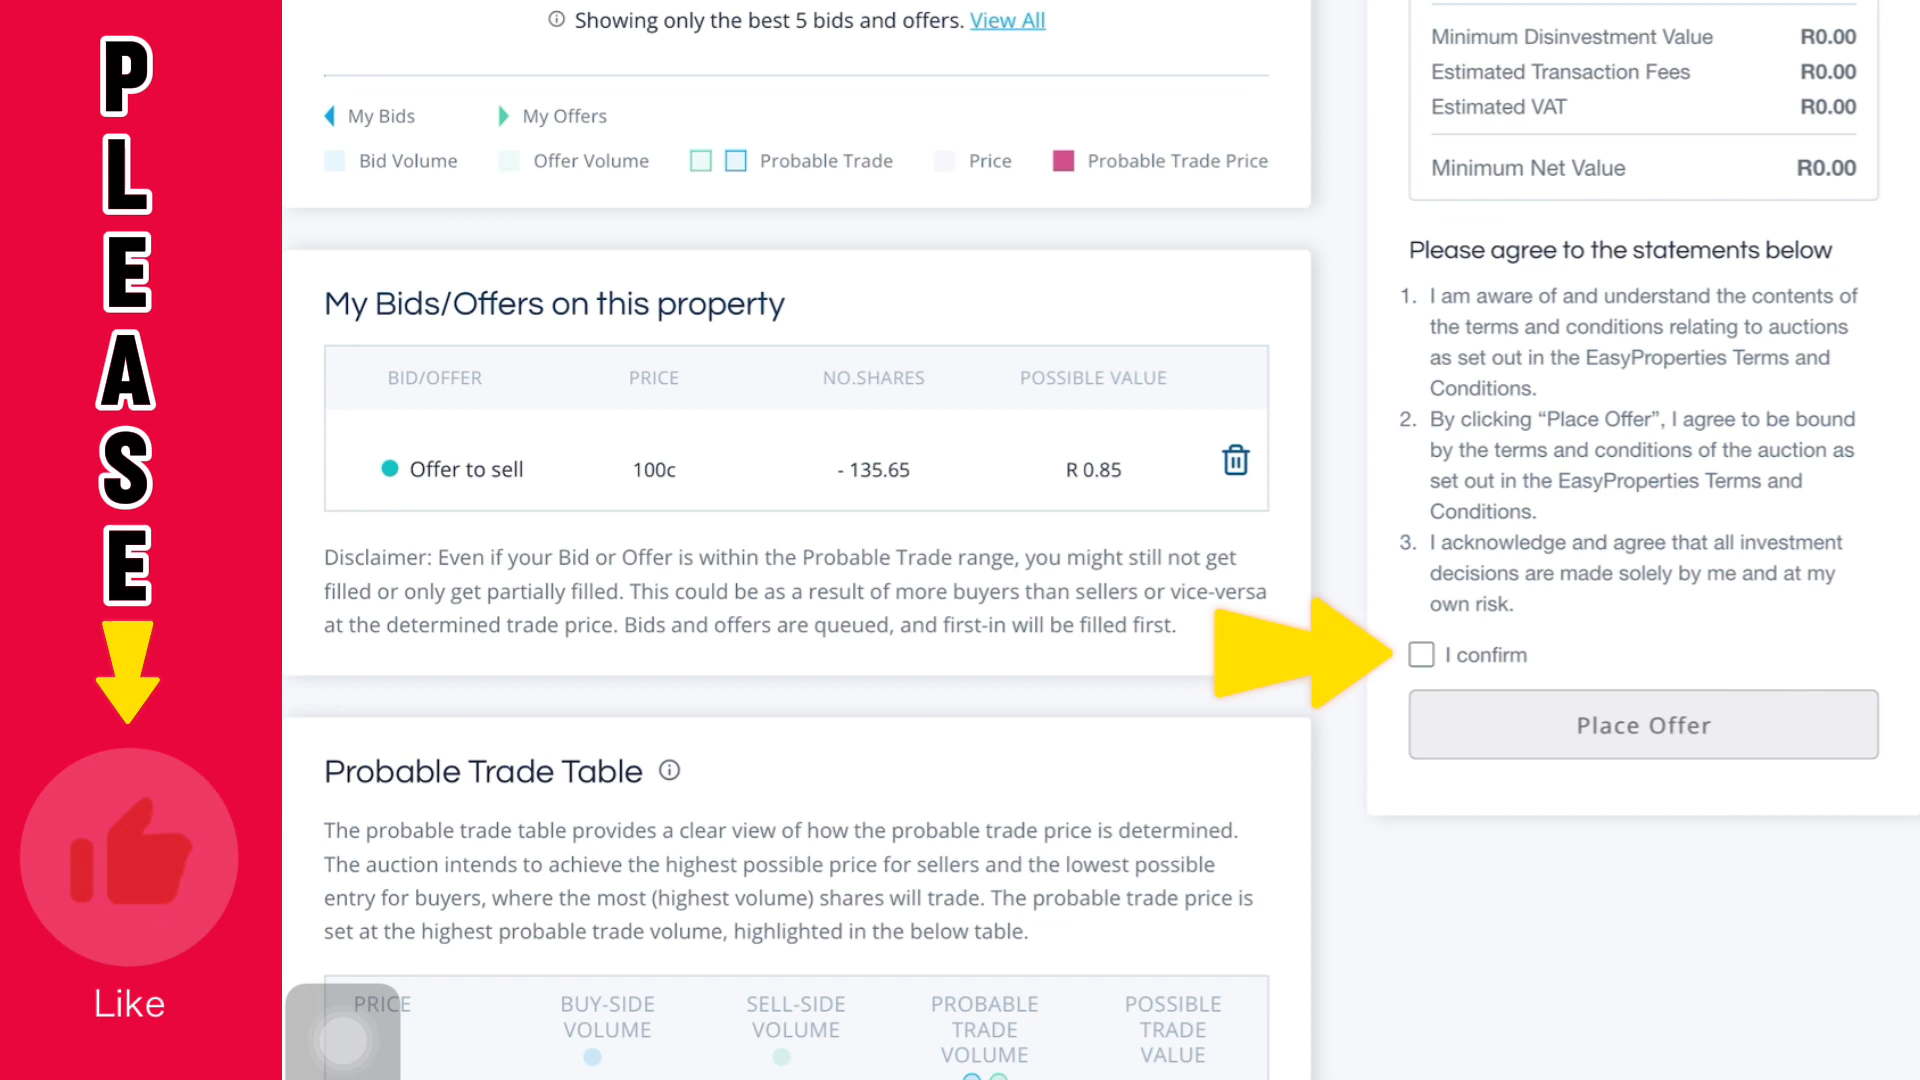 PLEASE
Like
Showing only the best 5 bids and offers. View All
My Bids
My Offers
Bid Volume
Offer Volume
Probable Trade
Price
Probable Trade Price
My Bids/Offers on this property
BID/OFFER PRICE NO.SHARES POSSIBLE VALUE
Offer to sell 100c - 135.65 R 0.85
Disclaimer: Even if your Bid or Offer is within the Probable Trade range, you might still not get
filled or only get partially filled. This could be as a result of more buyers than sellers or vice-versa
at the determined trade price. Bids and offers are queued, and first-in will be filled first.
Probable Trade Table
The probable trade table provides a clear view of how the probable trade price is determined.
The auction intends to achieve the highest possible price for sellers and the lowest possible
entry for buyers, where the most (highest volume) shares will trade. The probable trade price is
set at the highest probable trade volume, highlighted in the below table.
PRICE
BUY-SIDE
VOLUME
SELL-SIDE
VOLUME
PROBABLE
TRADE
VOLUME
POSSIBLE
TRADE
VALUE
Minimum Disinvestment Value R0.00
Estimated Transaction Fees R0.00
Estimated VAT R0.00
Minimum Net Value R0.00
Please agree to the statements below
1. I am aware of and understand the contents of
the terms and conditions relating to auctions
as set out in the EasyProperties Terms and
Conditions.
2. By clicking “Place Offer”, I agree to be bound
by the terms and conditions of the auction as
set out in the EasyProperties Terms and
Conditions.
3. I acknowledge and agree that all investment
decisions are made solely by me and at my
own risk.
I confirm
Place Offer